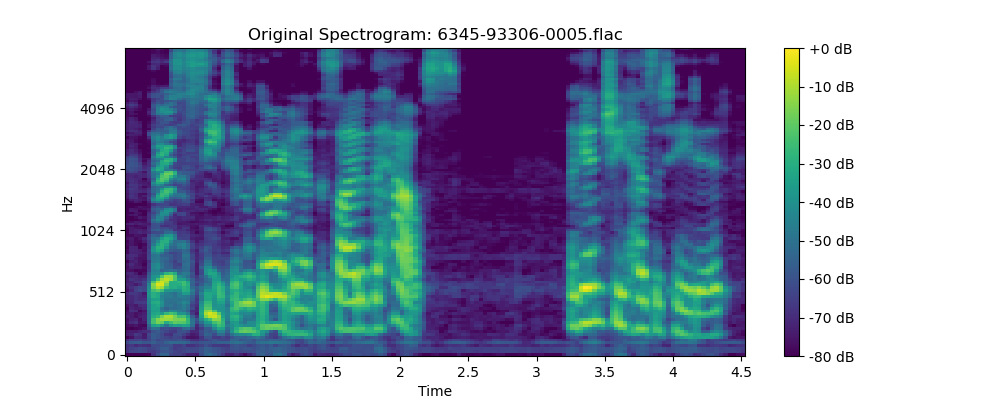 Original Spectrogram: 6345-93306-0005.flac
Hz
4096
2048
1024
512
0
0 0.5 1 1.5 2 2.5 3 3.5 4 4.5
Time
+0 dB
-10 dB
-20 dB
-30 dB
-40 dB
-50 dB
-60 dB
-70 dB
-80 dB